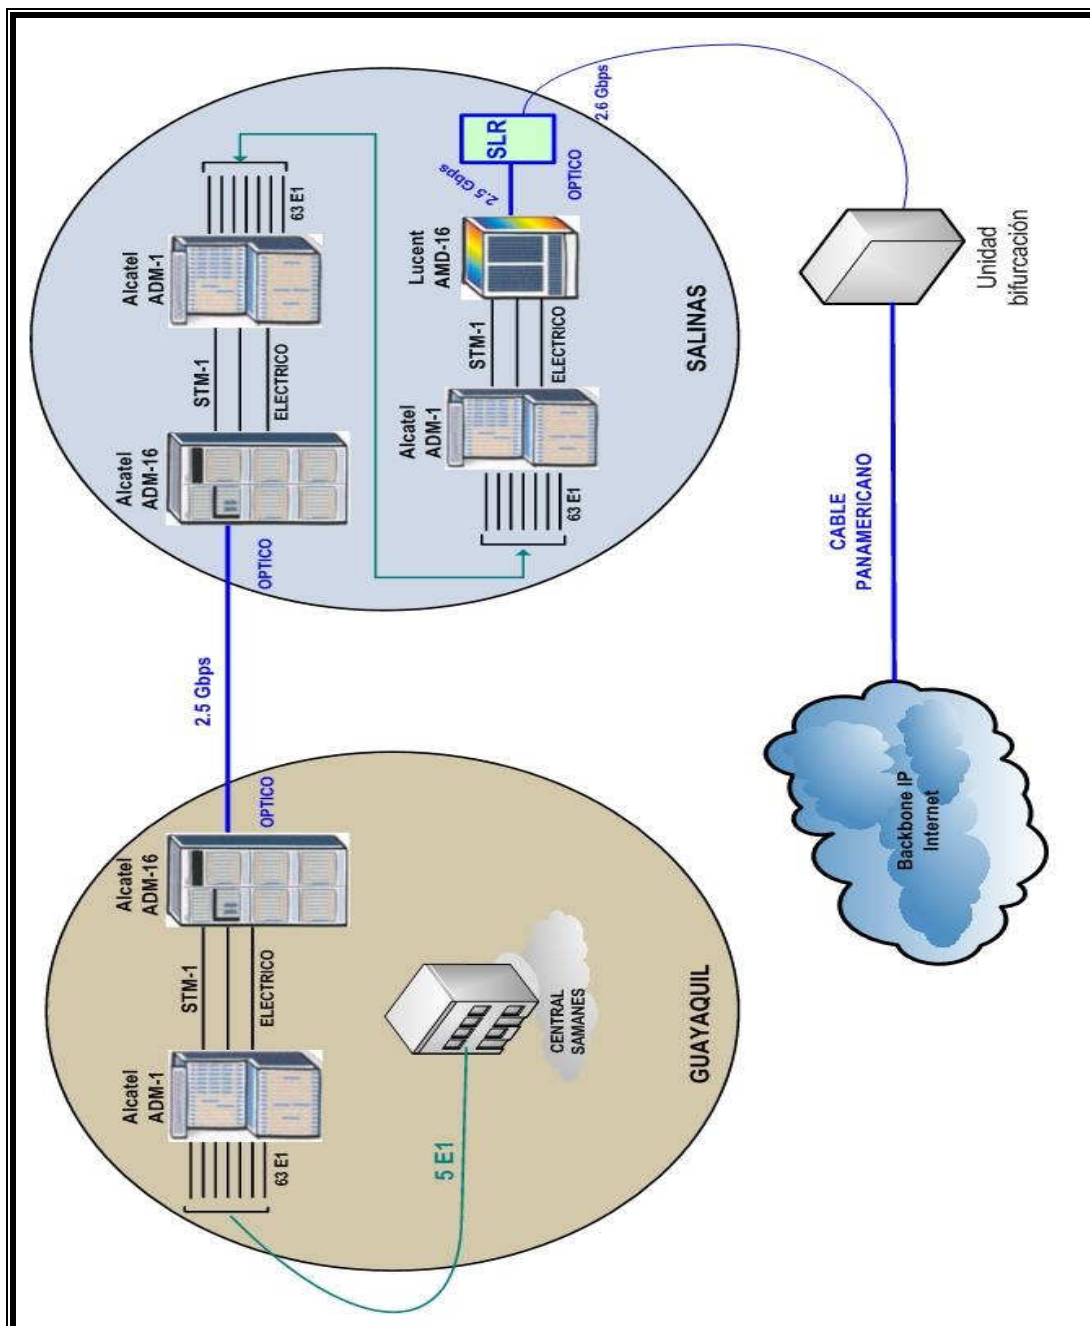 Alcatel
ADM-1
63 E1
STM-1
ELECTRICO
Alcatel
ADM-16
OPTICO
2.5 Gbps
5 E1
CENTRAL
SAMANES
GUAYAQUIL
OPTICO
Alcatel
ADM-16
STM-1
ELECTRICO
Alcatel
ADM-1
63 E1
63 E1
Alcatel
ADM-1
STM-1
ELECTRICO
Lucent
AMD-16
2.5 Gbps
SLR
OPTICO
2.6 Gbps
SALINAS
Backbone IP
Internet
CABLE
PANAMERICANO
Unidad
bifurcación